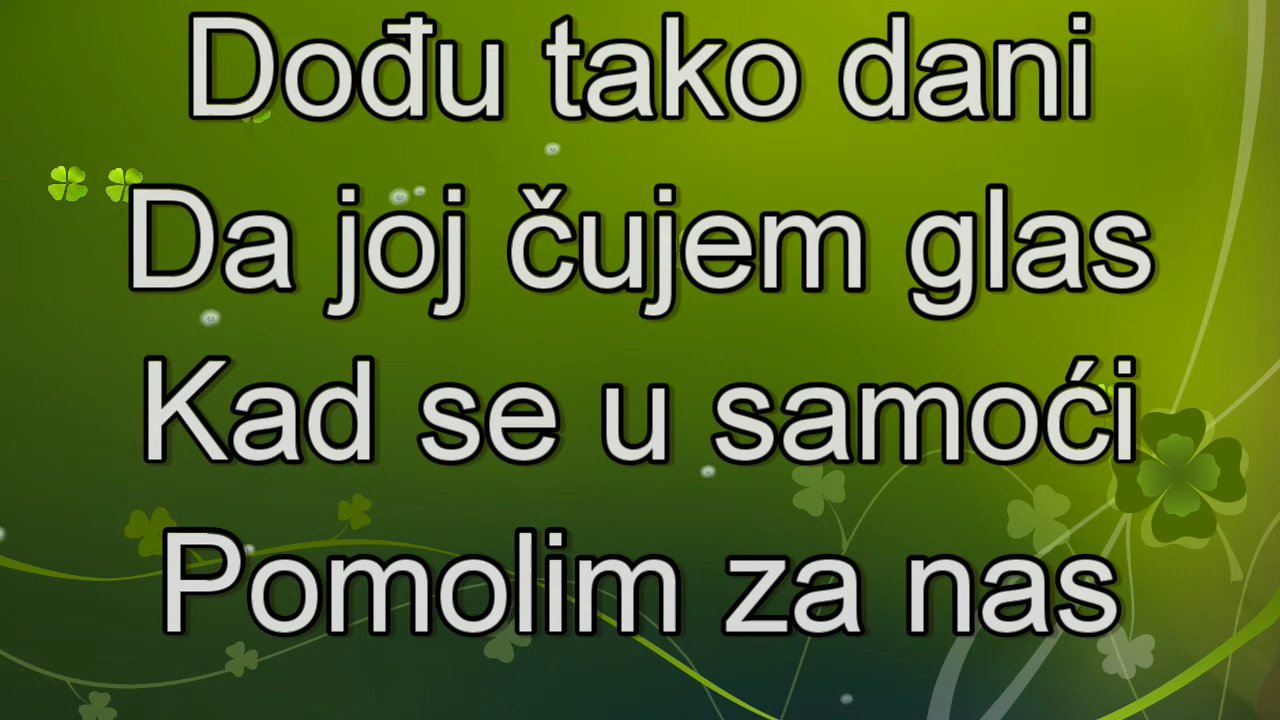 Dođu tako dani
Da joj čujem glas
Kad se u samoći
Pomolim za nas